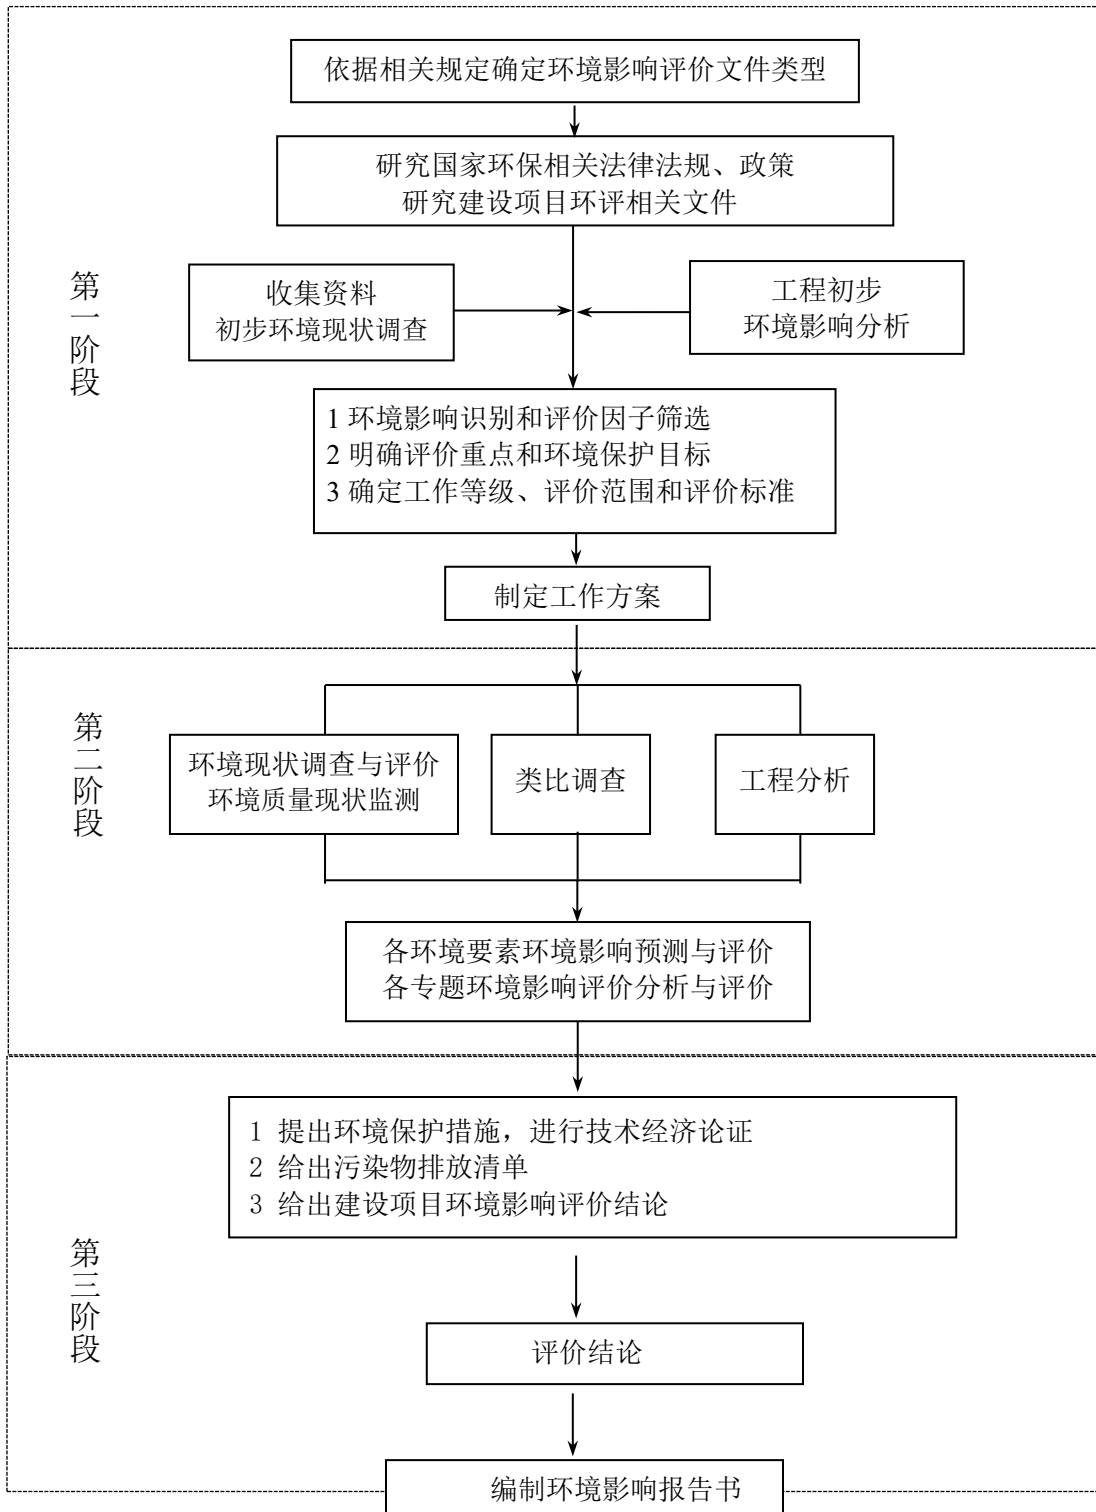 依据相关规定确定环境影响评价文件类型
研究国家环保相关法律法规、政策
研究建设项目环评相关文件
第一阶段
收集资料
初步环境现状调查
工程初步
环境影响分析
1 环境影响识别和评价因子筛选
2 明确评价重点和环境保护目标
3 确定工作等级、评价范围和评价标准
制定工作方案
第二阶段
环境现状调查与评价
环境质量现状监测
类比调查
工程分析
各环境要素环境影响预测与评价
各专题环境影响评价分析与评价
第三阶段
1 提出环境保护措施，进行技术经济论证
2 给出污染物排放清单
3 给出建设项目环境影响评价结论
评价结论
编制环境影响报告书